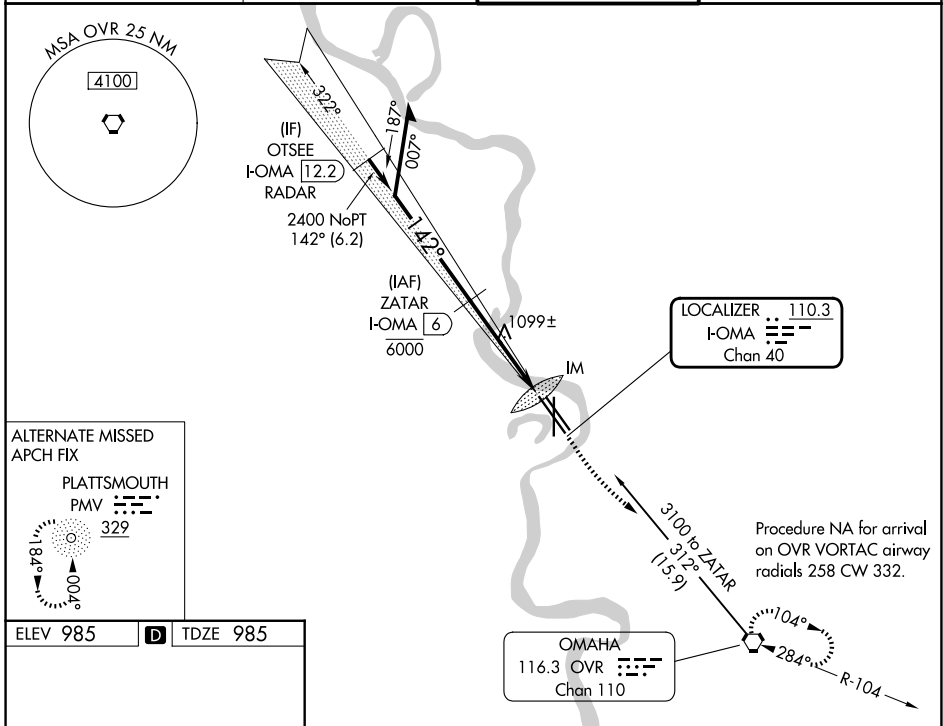 MSA OVR 25 NM
4100
322°
187°
007°
(IF)
OTSEE
I-OMA 12.2
RADAR
2400 NoPT
142° (6.2)
142°
(IAF)
ZATAR
I-OMA 6
6000
1099±
IM
LOCALIZER 110.3
I-OMA
Chan 40
ALTERNATE MISSED
APCH FIX
PLATTSMOUTH
PMV
329
184°
004°
3100 to ZATAR
312°
(15.9)
Procedure NA for arrival
on OVR VORTAC airway
radials 258 CW 332.
104°
284°
R-104
OMAHA
116.3 OVR
Chan 110
ELEV 985 D TDZE 985